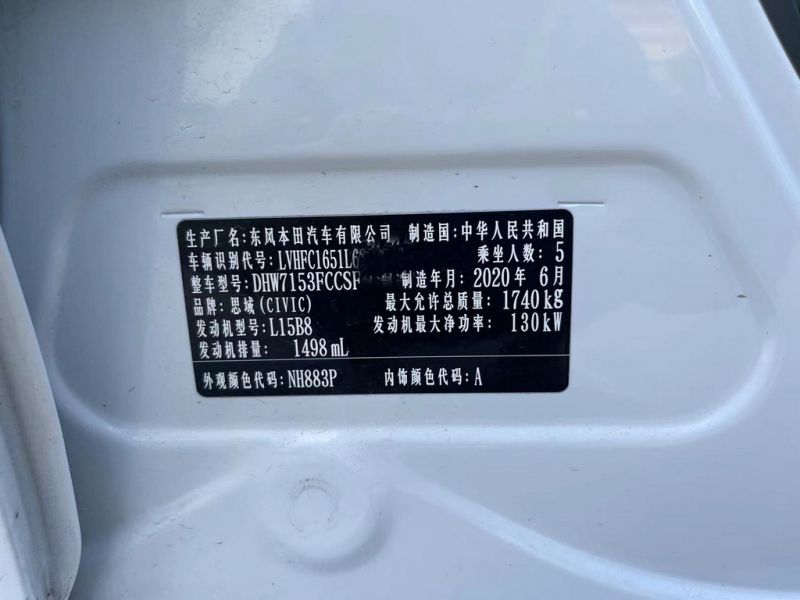 生产厂名:东风本田汽车有限公司 制造国:中华人民共和国
车辆识别代号:LVHFC1651L6 乘坐人数:5
整车型号:DHW7153FCCSF 制造年月:2020年6月
品牌:思域(CIVIC) 最大允许总质量:1740kg
发动机型号:L15B8 发动机最大净功率:130kW
发动机排量: 1498mL
外观颜色代码:NH883P 内饰颜色代码:A